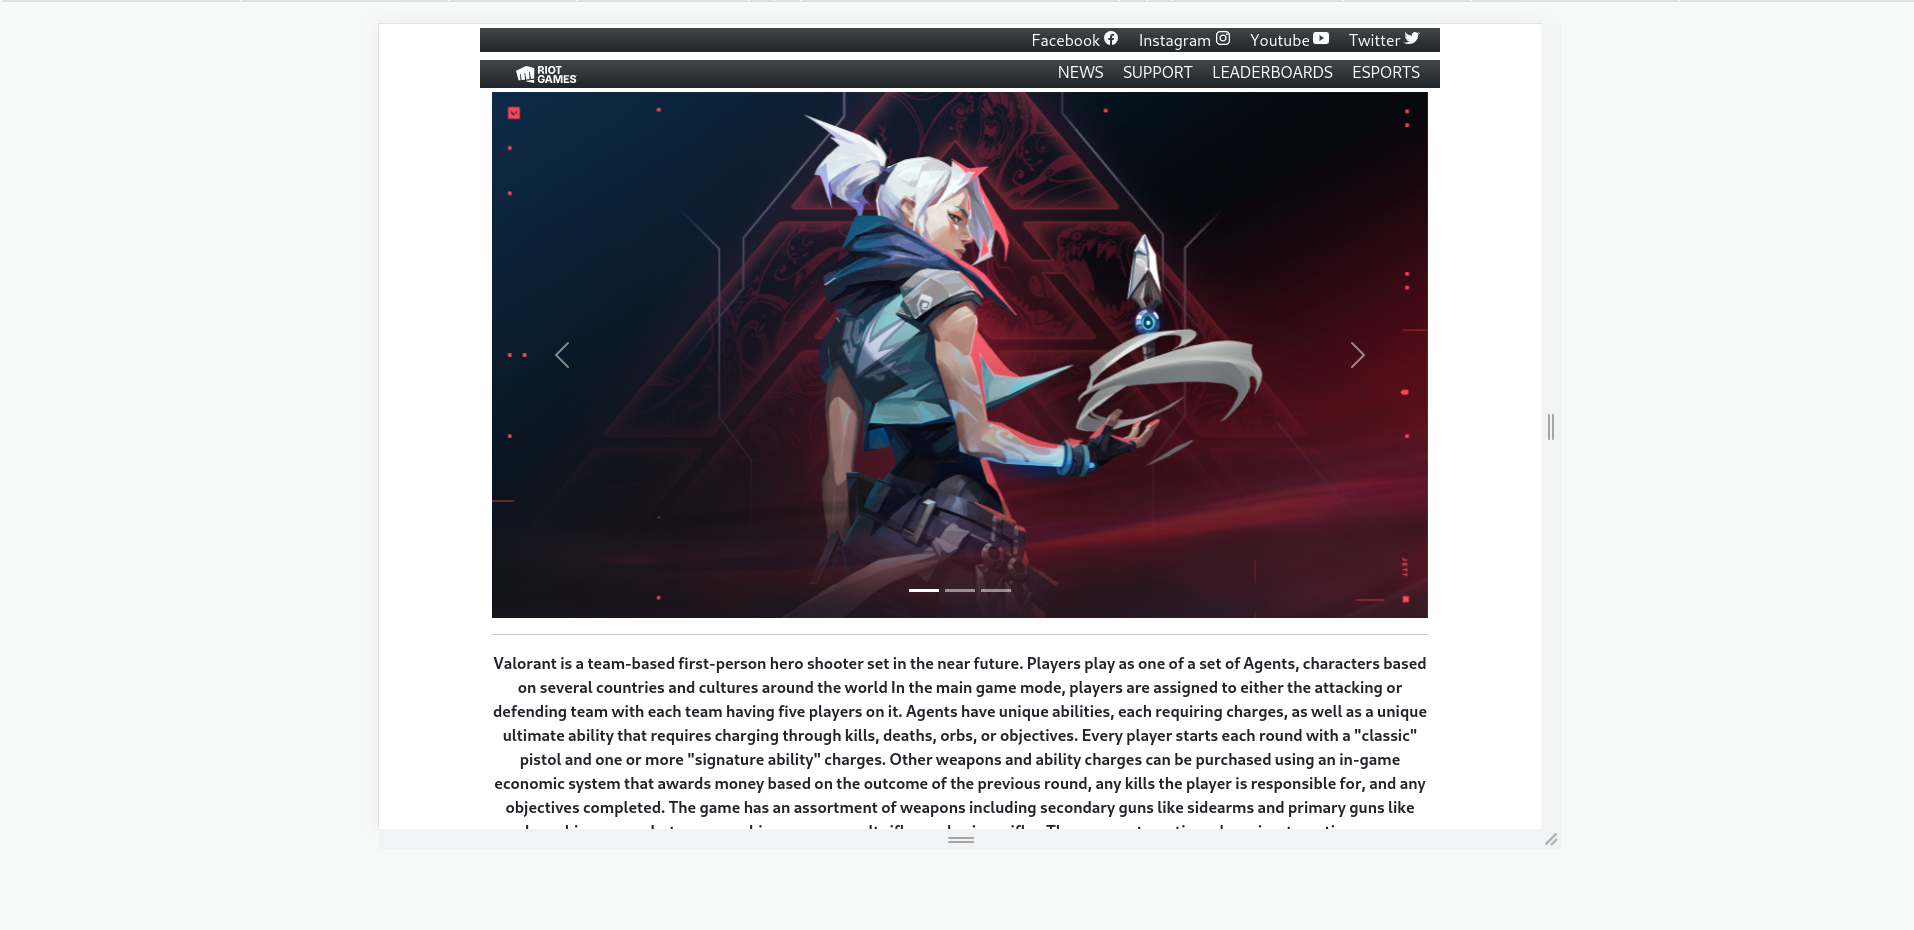 Facebook Instagram Youtube Twitter
RIOT GAMES NEWS SUPPORT LEADERBOARDS ESPORTS
JETT
Valorant is a team-based first-person hero shooter set in the near future. Players play as one of a set of Agents, characters based
on several countries and cultures around the world In the main game mode, players are assigned to either the attacking or
defending team with each team having five players on it. Agents have unique abilities, each requiring charges, as well as a unique
ultimate ability that requires charging through kills, deaths, orbs, or objectives. Every player starts each round with a "classic"
pistol and one or more "signature ability" charges. Other weapons and ability charges can be purchased using an in-game
economic system that awards money based on the outcome of the previous round, any kills the player is responsible for, and any
objectives completed. The game has an assortment of weapons including secondary guns like sidearms and primary guns like